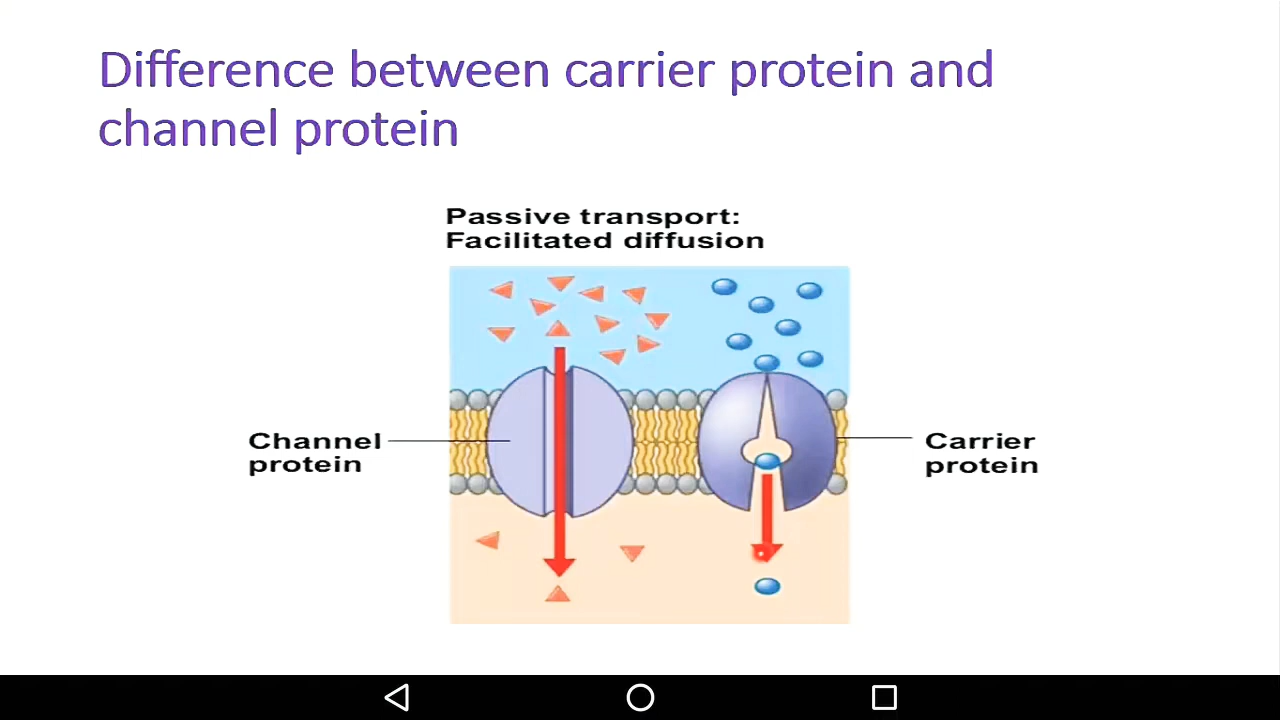 Difference between carrier protein and
channel protein
Passive transport:
Facilitated diffusion
Channel
protein
Carrier
protein